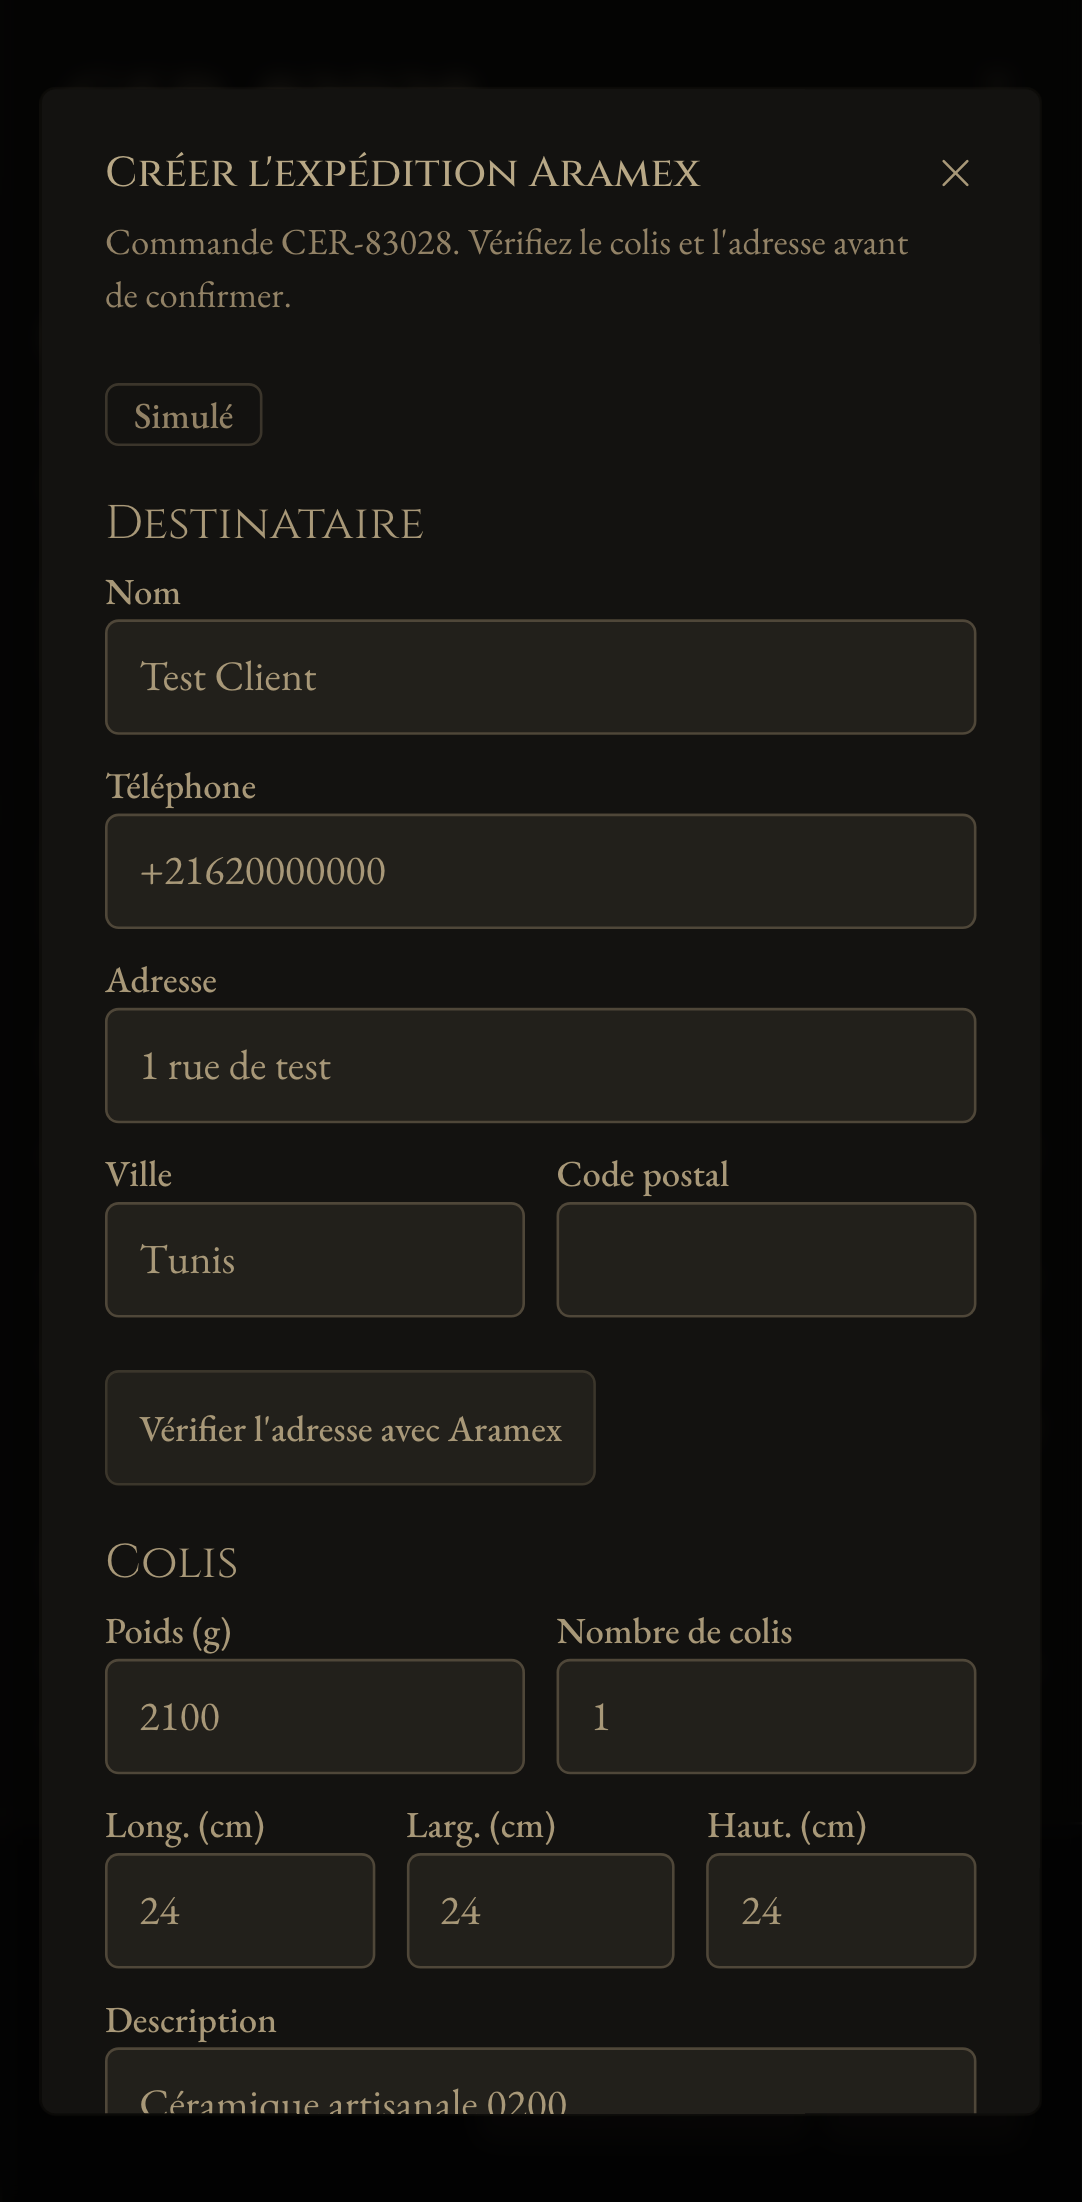 Créer l'expédition Aramex
Commande CER-83028. Vérifiez le colis et l'adresse avant
de confirmer.
Simulé
Destinataire
Nom
Test Client
Téléphone
+21620000000
Adresse
1 rue de test
Ville
Code postal
Tunis
Vérifier l'adresse avec Aramex
Colis
Poids (g)
Nombre de colis
2100
1
Long. (cm)
Larg. (cm)
Haut. (cm)
24
24
24
Description
Céramique artisanale 0200